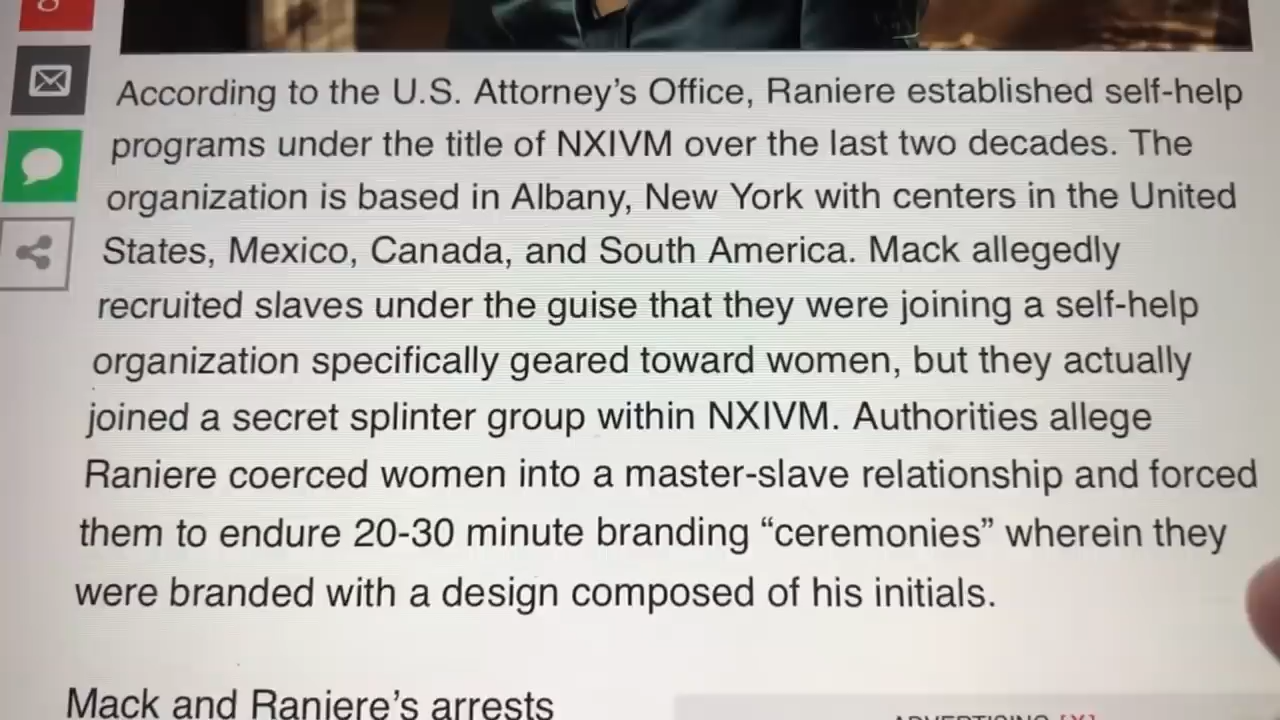 According to the U.S. Attorney’s Office, Raniere established self-help
programs under the title of NXIVM over the last two decades. The
organization is based in Albany, New York with centers in the United
States, Mexico, Canada, and South America. Mack allegedly
recruited slaves under the guise that they were joining a self-help
organization specifically geared toward women, but they actually
joined a secret splinter group within NXIVM. Authorities allege
Raniere coerced women into a master-slave relationship and forced
them to endure 20-30 minute branding “ceremonies” wherein they
were branded with a design composed of his initials.
Mack and Raniere’s arrests
ADVERTISING [X]